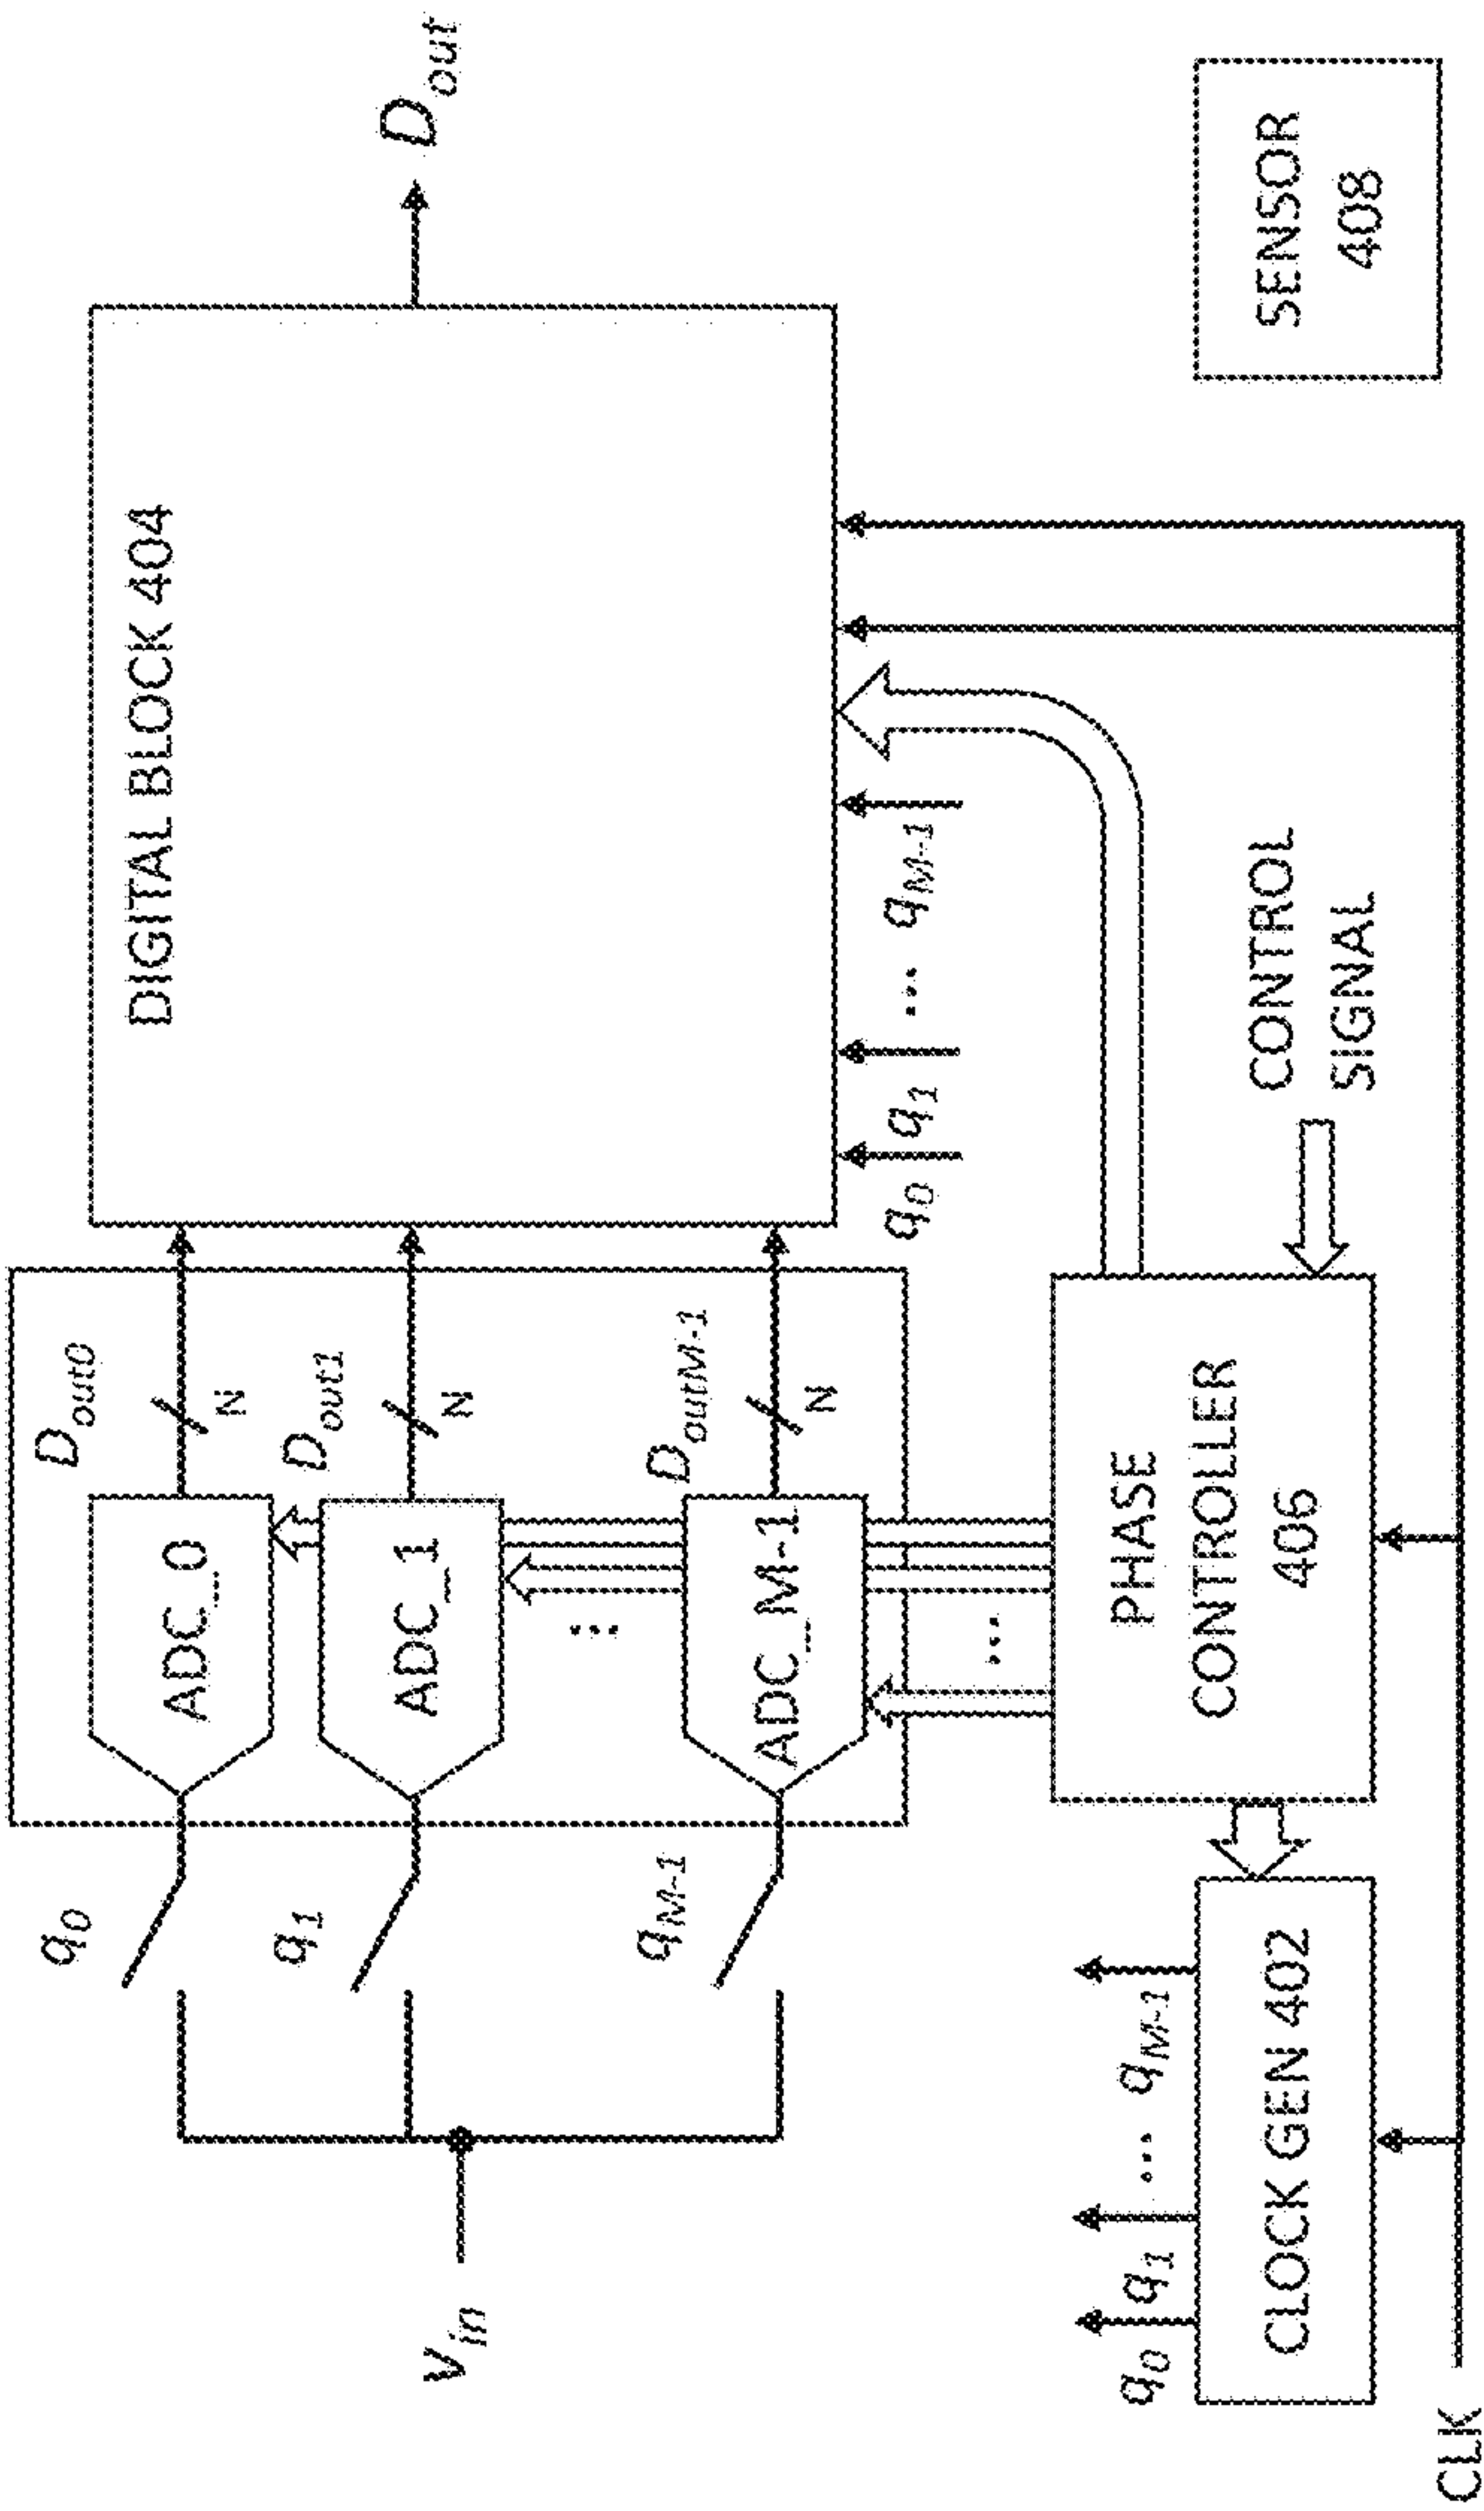 D_out0
q_0
ADC_0
N
DIGITAL BLOCK 404
D_out1
q_1
ADC_1
N
D_out
v_in
⋮
D_outM-1
q_M-1
ADC_M-1
N
q_0 q_1 ... q_M-1
...
q_0 q_1 ... q_M-1
PHASE
CONTROLLER
406
CLOCK GEN 402
CONTROL
SIGNAL
SENSOR
408
CLK